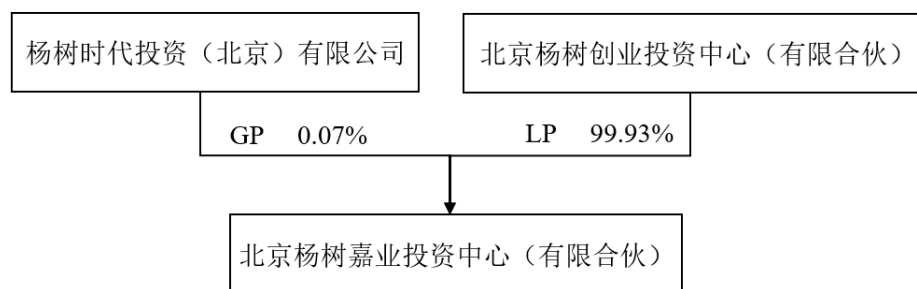 杨树时代投资（北京）有限公司
北京杨树创业投资中心（有限合伙）
GP 0.07%
LP 99.93%
北京杨树嘉业投资中心（有限合伙）